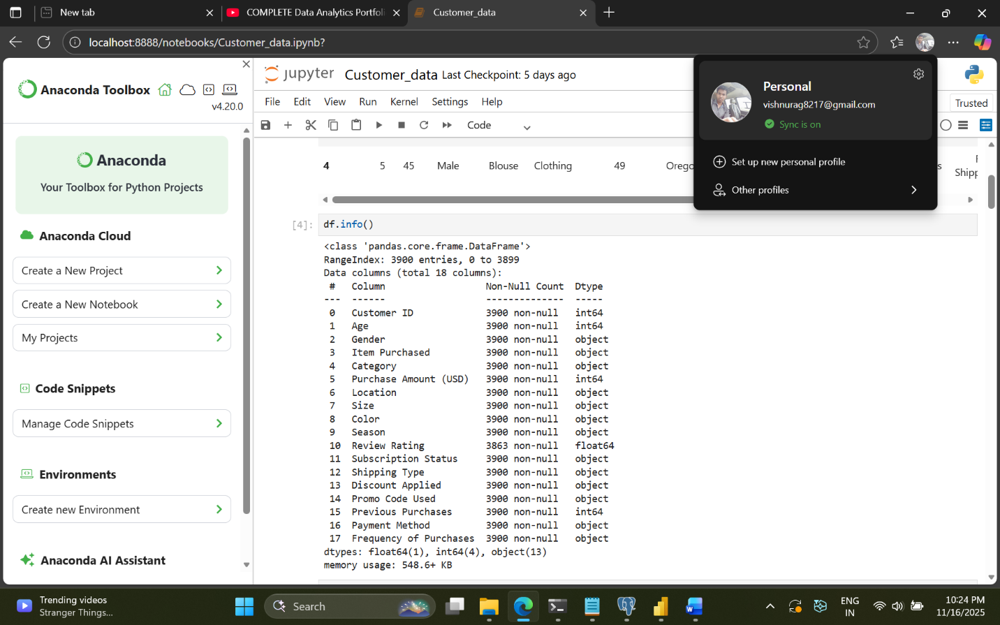 New tab
COMPLETE Data Analytics Portfoli
Customer_data
localhost:8888/notebooks/Customer_data.ipynb?
Anaconda Toolbox
v4.20.0
Anaconda
Your Toolbox for Python Projects
Anaconda Cloud
Create a New Project
Create a New Notebook
My Projects
Code Snippets
Manage Code Snippets
Environments
Create new Environment
Anaconda AI Assistant
jupyter Customer_data Last Checkpoint: 5 days ago
File Edit View Run Kernel Settings Help
Trusted
Code
Personal
vishnurag8217@gmail.com
Sync is on
Set up new personal profile
Other profiles
4 5 45 Male Blouse Clothing 49 Orego
s
Shipp
[4]: df.info()
<class 'pandas.core.frame.DataFrame'>
RangeIndex: 3900 entries, 0 to 3899
Data columns (total 18 columns):
# Column Non-Null Count Dtype
--- ------ -------------- -----
0 Customer ID 3900 non-null int64
1 Age 3900 non-null int64
2 Gender 3900 non-null object
3 Item Purchased 3900 non-null object
4 Category 3900 non-null object
5 Purchase Amount (USD) 3900 non-null int64
6 Location 3900 non-null object
7 Size 3900 non-null object
8 Color 3900 non-null object
9 Season 3900 non-null object
10 Review Rating 3863 non-null float64
11 Subscription Status 3900 non-null object
12 Shipping Type 3900 non-null object
13 Discount Applied 3900 non-null object
14 Promo Code Used 3900 non-null object
15 Previous Purchases 3900 non-null int64
16 Payment Method 3900 non-null object
17 Frequency of Purchases 3900 non-null object
dtypes: float64(1), int64(4), object(13)
memory usage: 548.6+ KB
Trending videos
Stranger Things...
Search
ENG
IN
10:24 PM
11/16/2025